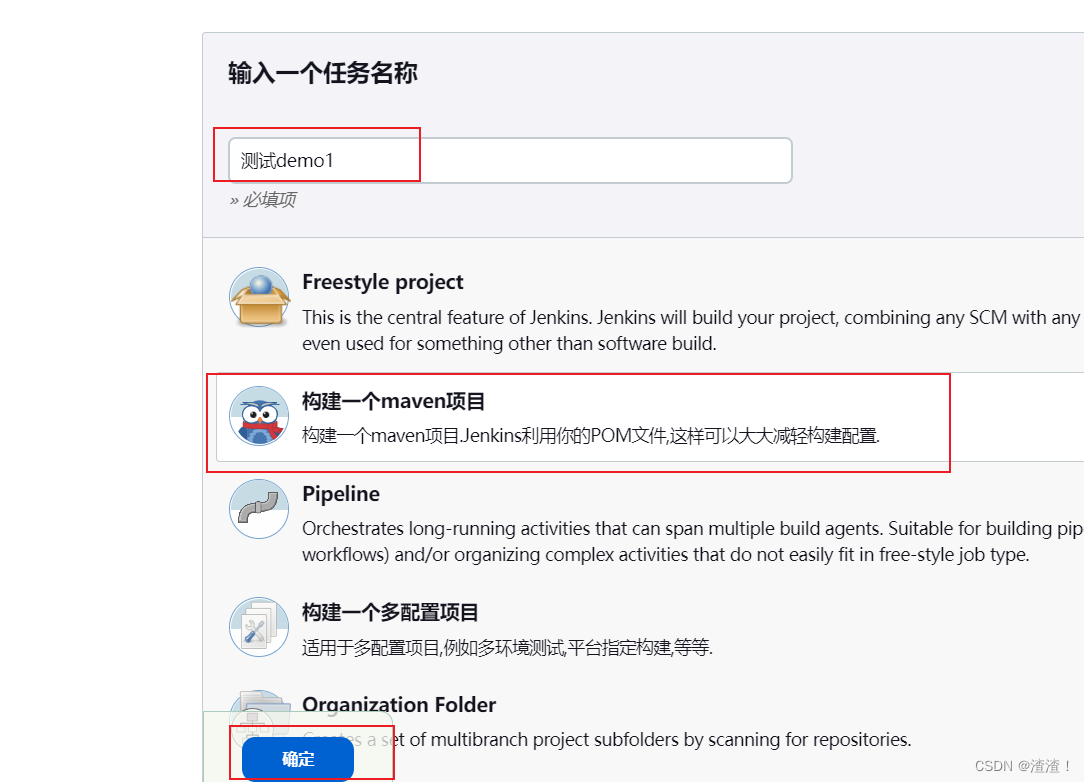 输入一个任务名称
测试demo1
» 必填项
Freestyle project
This is the central feature of Jenkins. Jenkins will build your project, combining any SCM with any
even used for something other than software build.
构建一个maven项目
构建一个maven项目.Jenkins利用你的POM文件,这样可以大大减轻构建配置.
Pipeline
Orchestrates long-running activities that can span multiple build agents. Suitable for building pip
workflows) and/or organizing complex activities that do not easily fit in free-style job type.
构建一个多配置项目
适用于多配置项目,例如多环境测试,平台指定构建,等等.
Organization Folder
Creates a set of multibranch project subfolders by scanning for repositories.
确定
CSDN @渣渣！